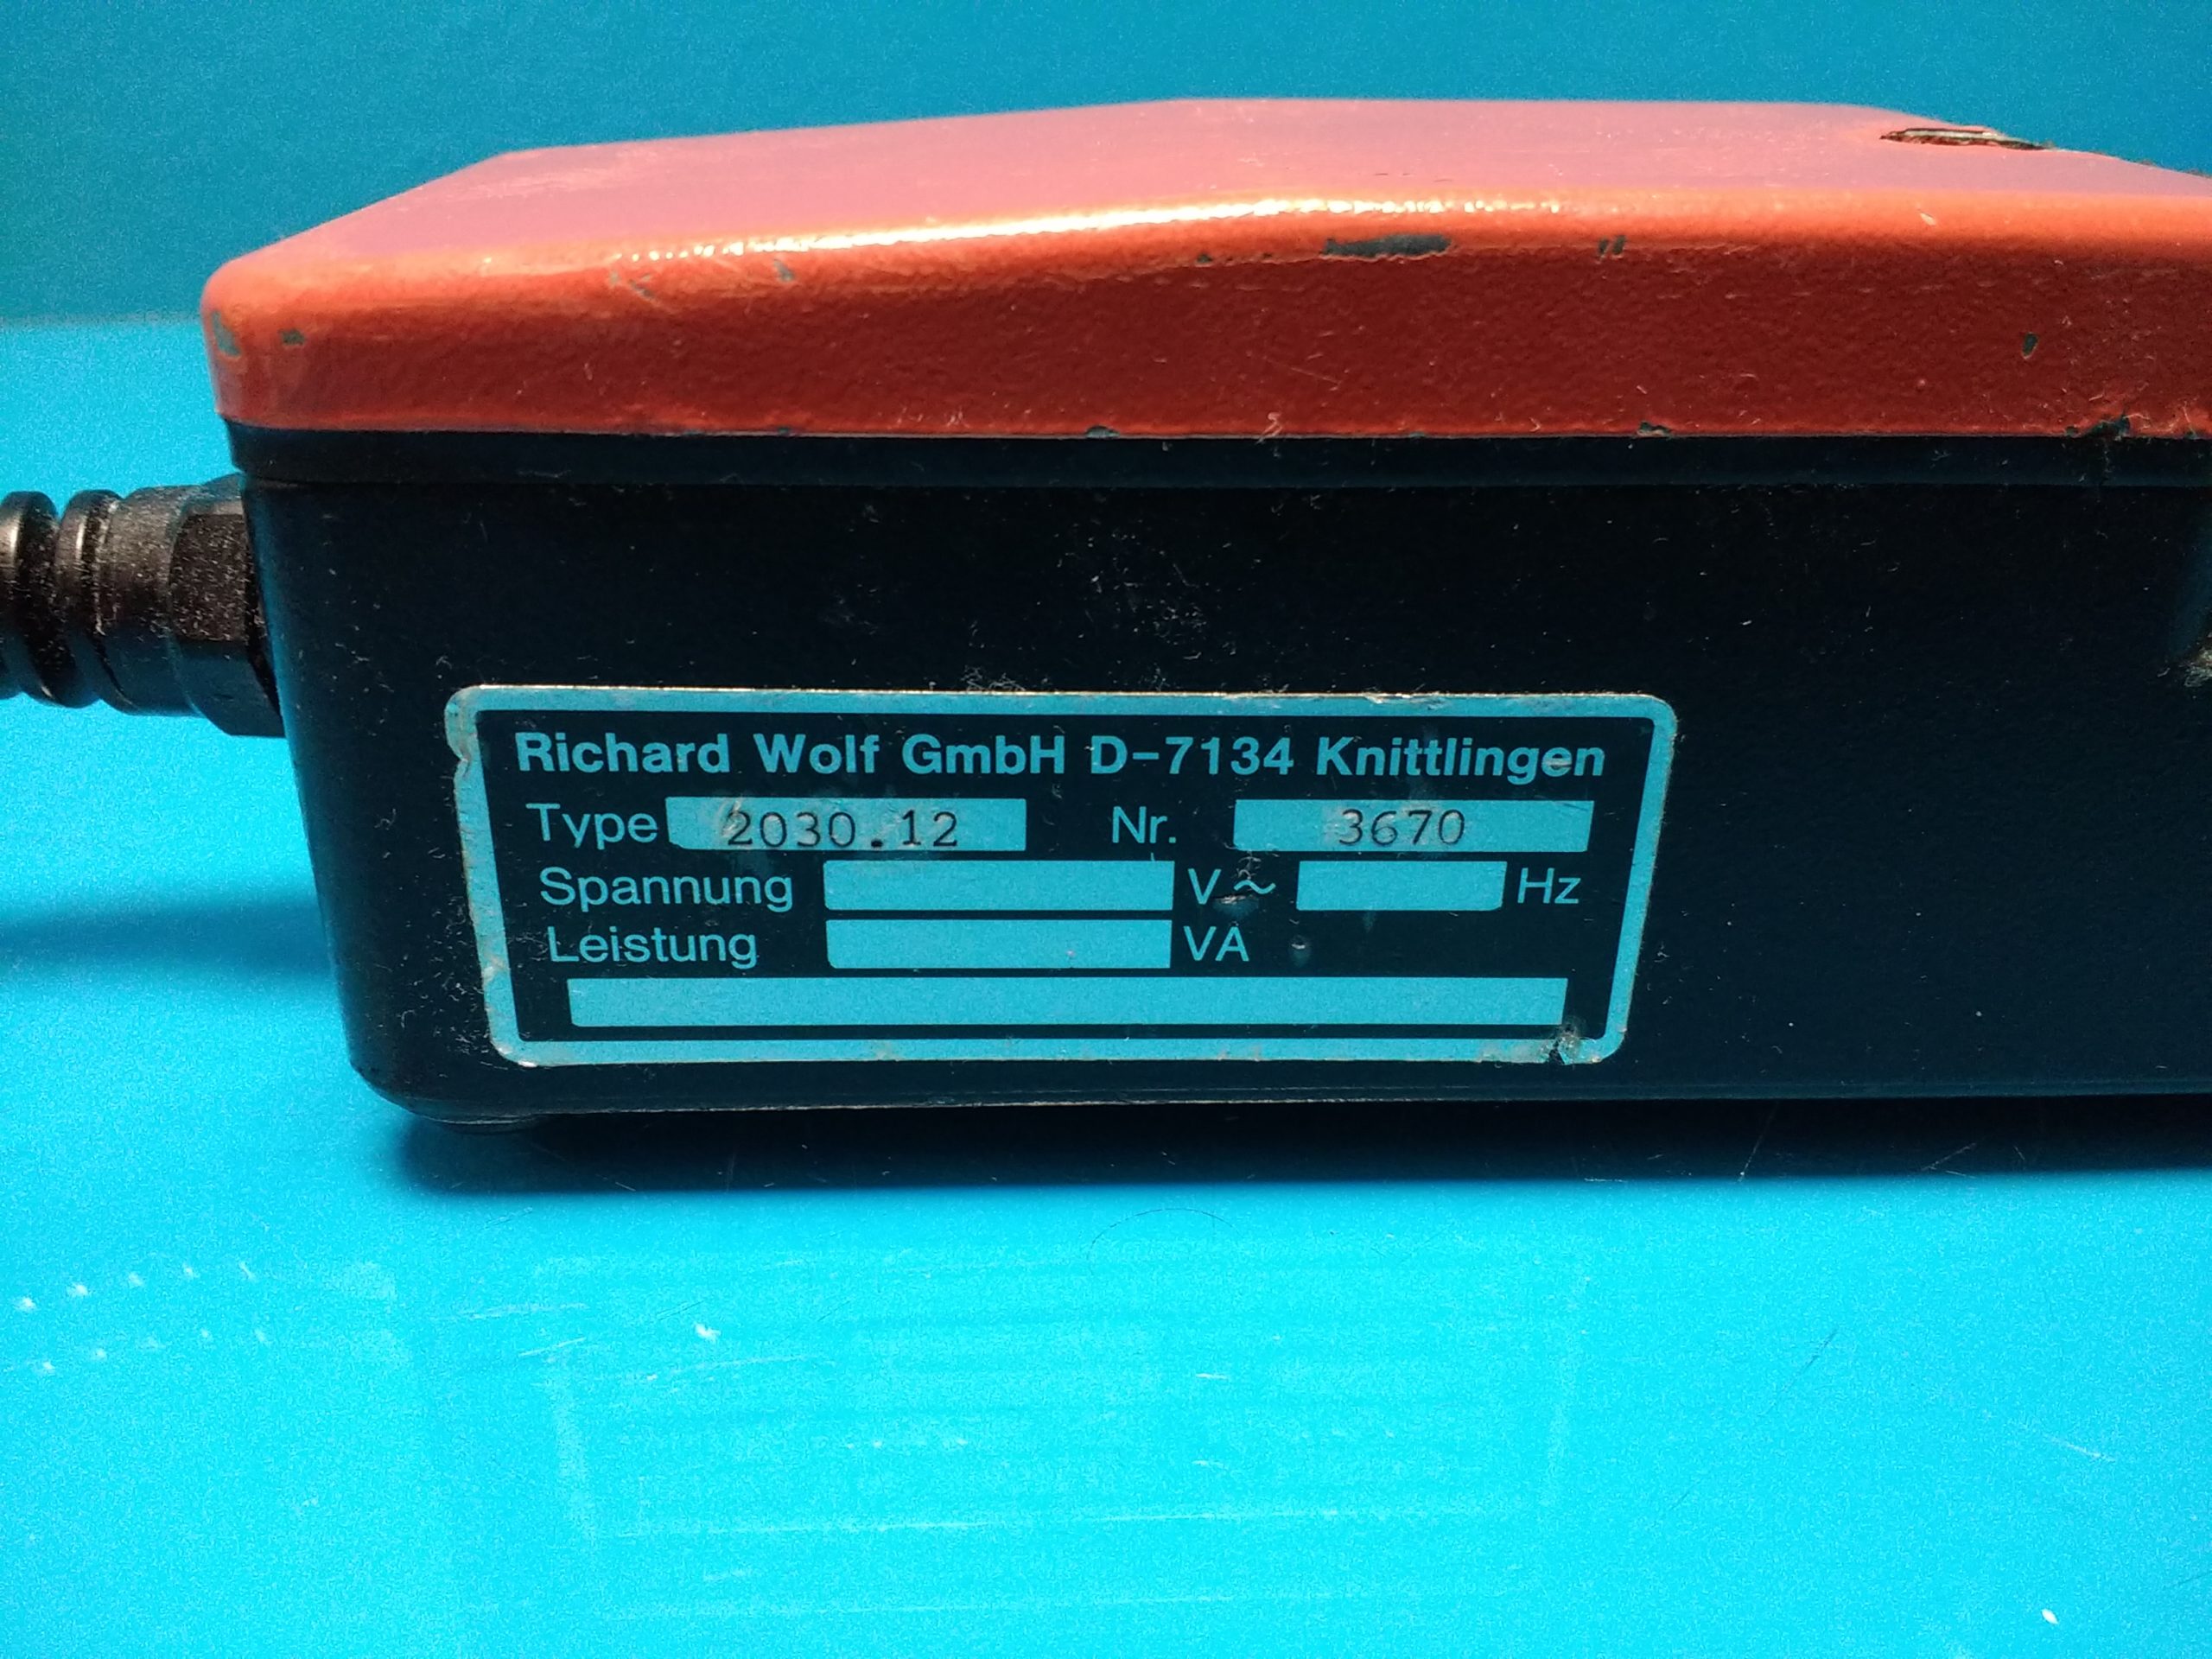 Richard Wolf GmbH D-7134 Knittlingen
Type 2030.12 Nr. 3670
Spannung V~ Hz
Leistung VA